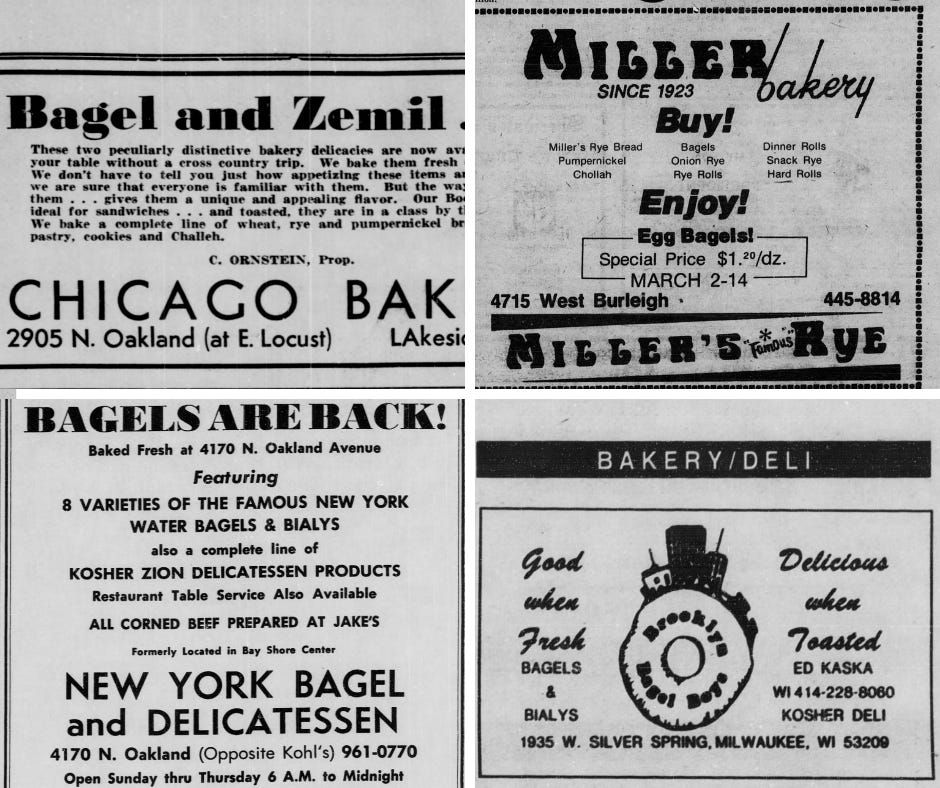 Bagel and Zemil
These two peculiarly distinctive bakery delicacies are now
your table without a cross country trip. We bake them fresh
We don't have to tell you just how appetizing these items
we are sure that everyone is familiar with them. But the
them . . . gives them a unique and appealing flavor. Our
ideal for sandwiches . . . and toasted, they are in a class by
We bake a complete line of wheat, rye and pumpernickel
pastry, cookies and Challeh.
C. ORNSTEIN, Prop.
CHICAGO BAK
2905 N. Oakland (at E. Locust) LAkesi
MILLER bakery
SINCE 1923
Buy!
Miller's Rye Bread Bagels Dinner Rolls
Pumpernickel Onion Rye Snack Rye
Chollah Rye Rolls Hard Rolls
Enjoy!
Egg Bagels!
Special Price $1.20/dz.
MARCH 2-14
4715 West Burleigh 445-8814
MILLER'S "Famous" * RYE
BAGELS ARE BACK!
Baked Fresh at 4170 N. Oakland Avenue
Featuring
8 VARIETIES OF THE FAMOUS NEW YORK
WATER BAGELS & BIALYS
also a complete line of
KOSHER ZION DELICATESSEN PRODUCTS
Restaurant Table Service Also Available
ALL CORNED BEEF PREPARED AT JAKE'S
Formerly Located in Bay Shore Center
NEW YORK BAGEL
and DELICATESSEN
4170 N. Oakland (Opposite Kohl's) 961-0770
Open Sunday thru Thursday 6 A.M. to Midnight
BAKERY/DELI
Good
when
Fresh
BAGELS
&
BIALYS
Brooklyn
Bagel Boys
Delicious
when
Toasted
ED KASKA
WI 414-228-8060
KOSHER DELI
1935 W. SILVER SPRING, MILWAUKEE, WI 53209